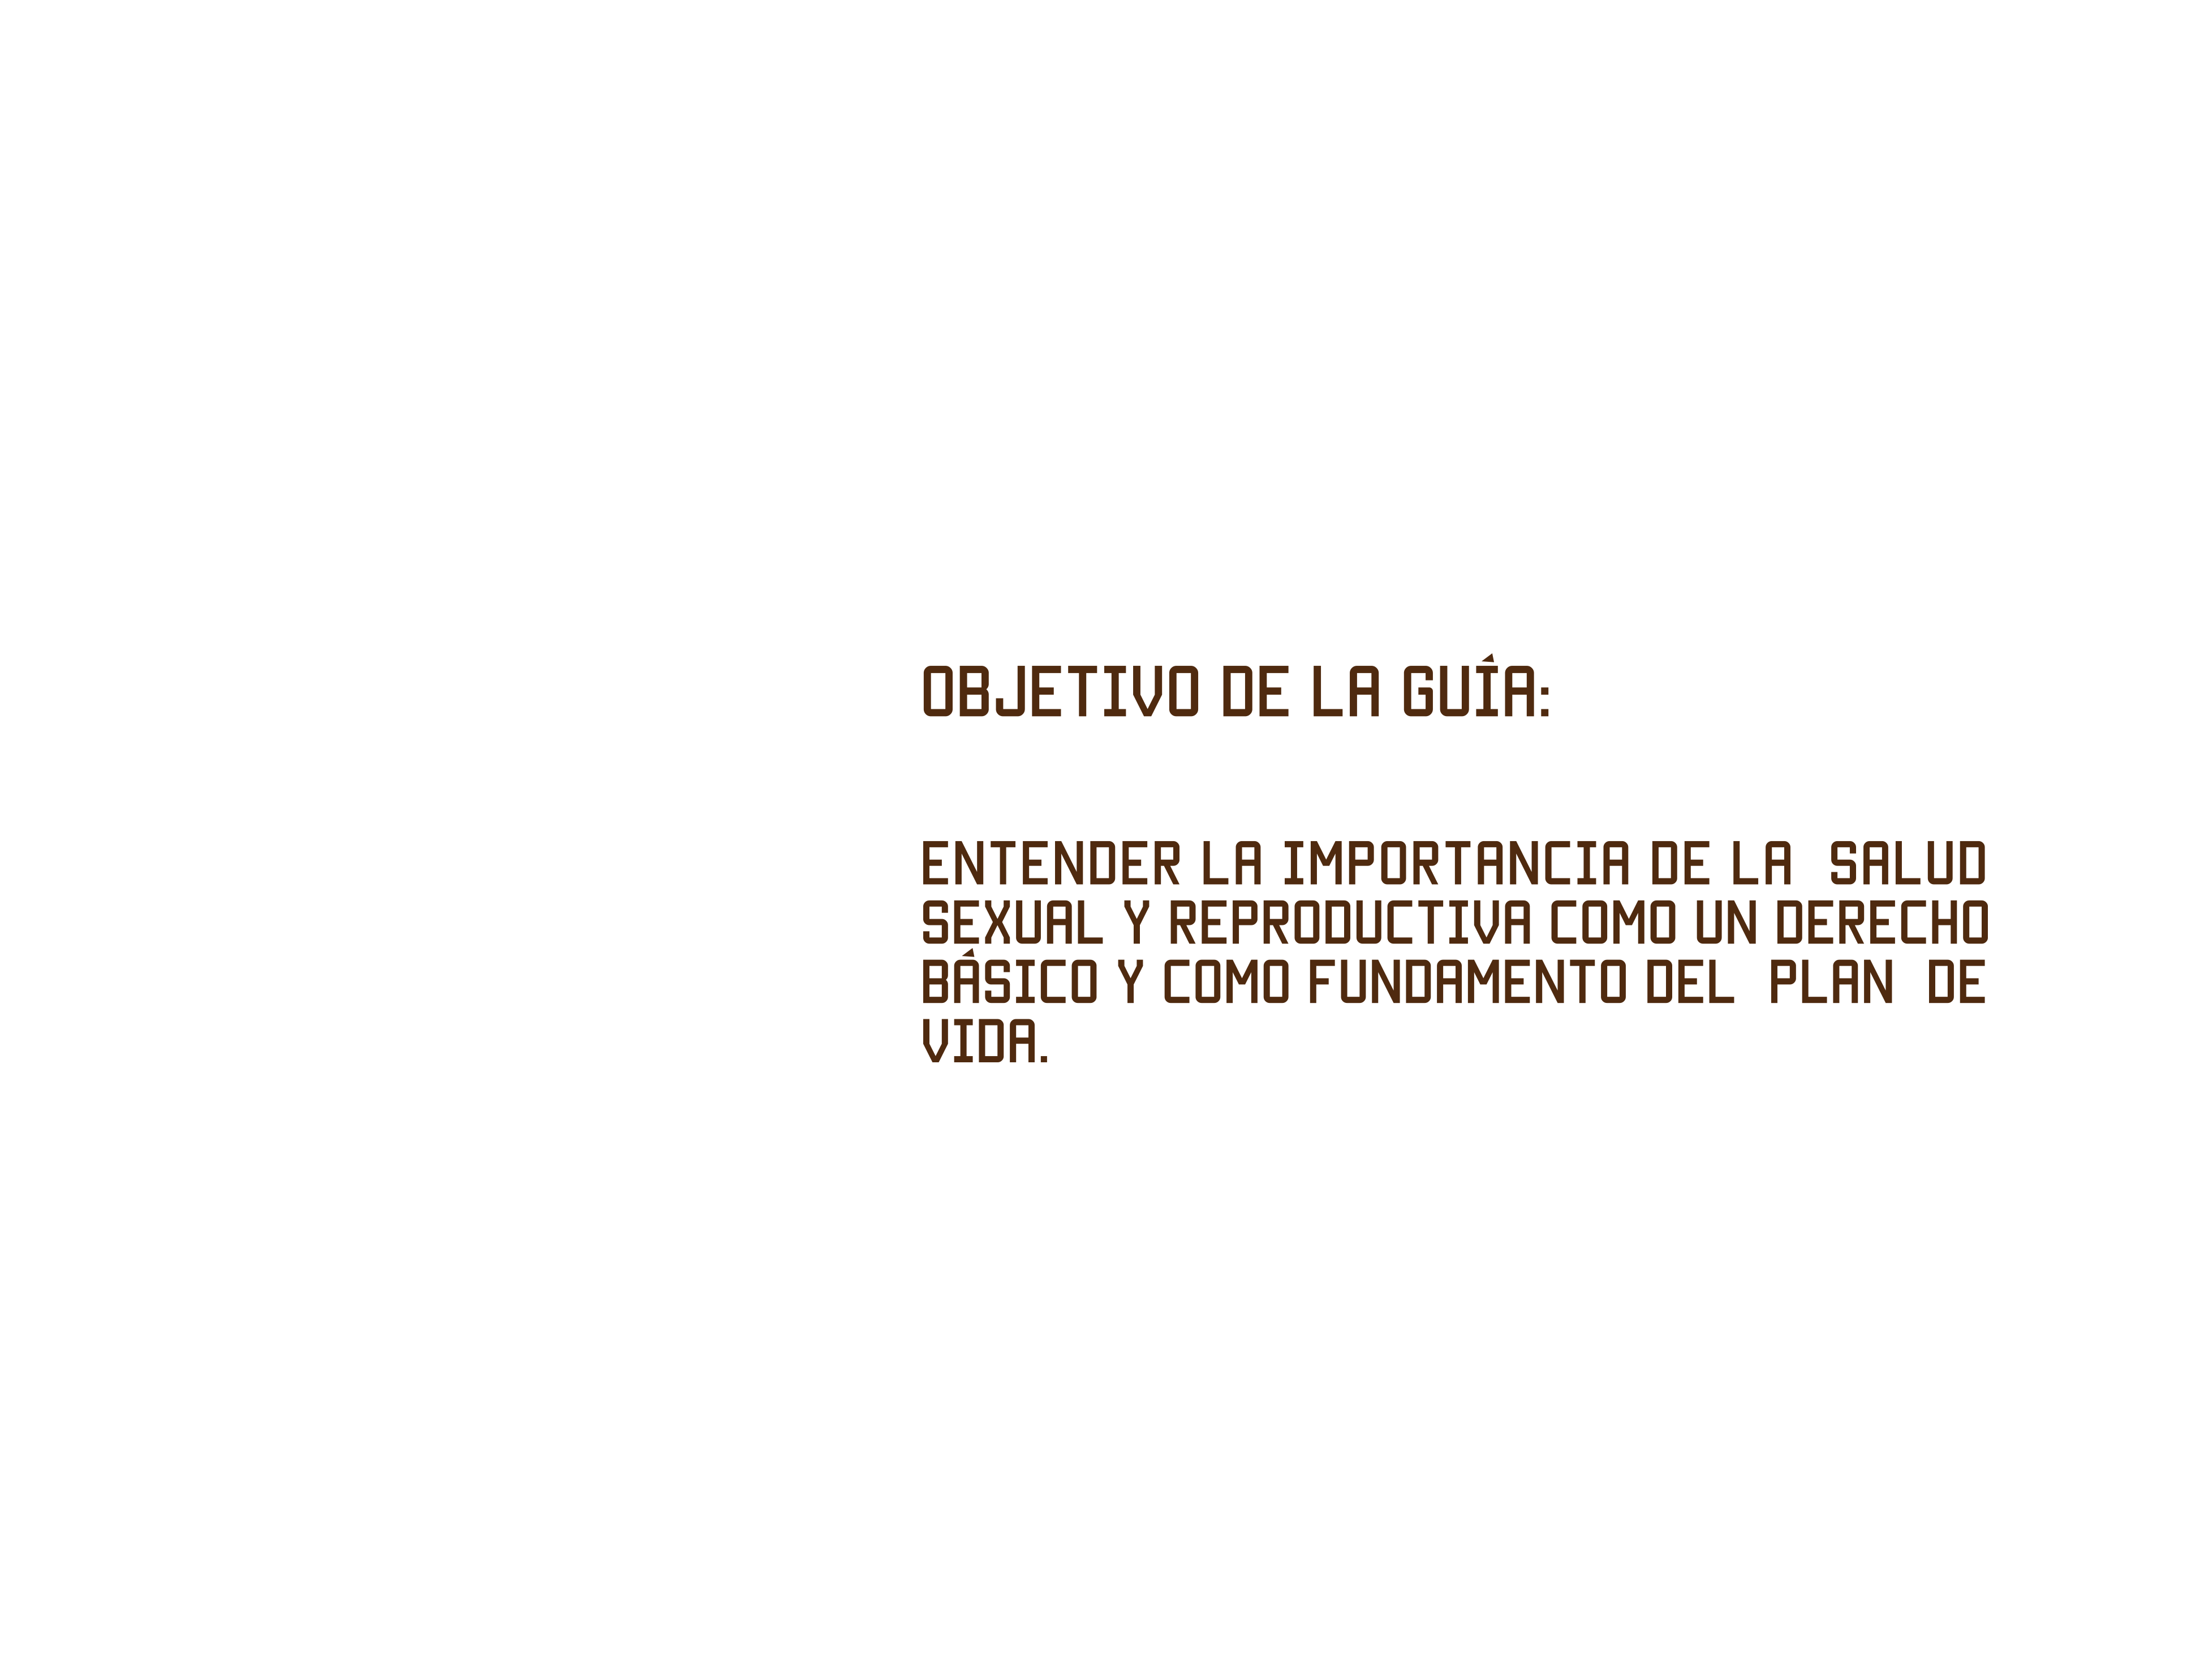 OBJETIVO DE LA GUÍA:
ENTENDER LA IMPORTANCIA DE LA SALUD
SEXUAL Y REPRODUCTIVA COMO UN DERECHO
BÁSICO Y COMO FUNDAMENTO DEL PLAN DE
VIDA.